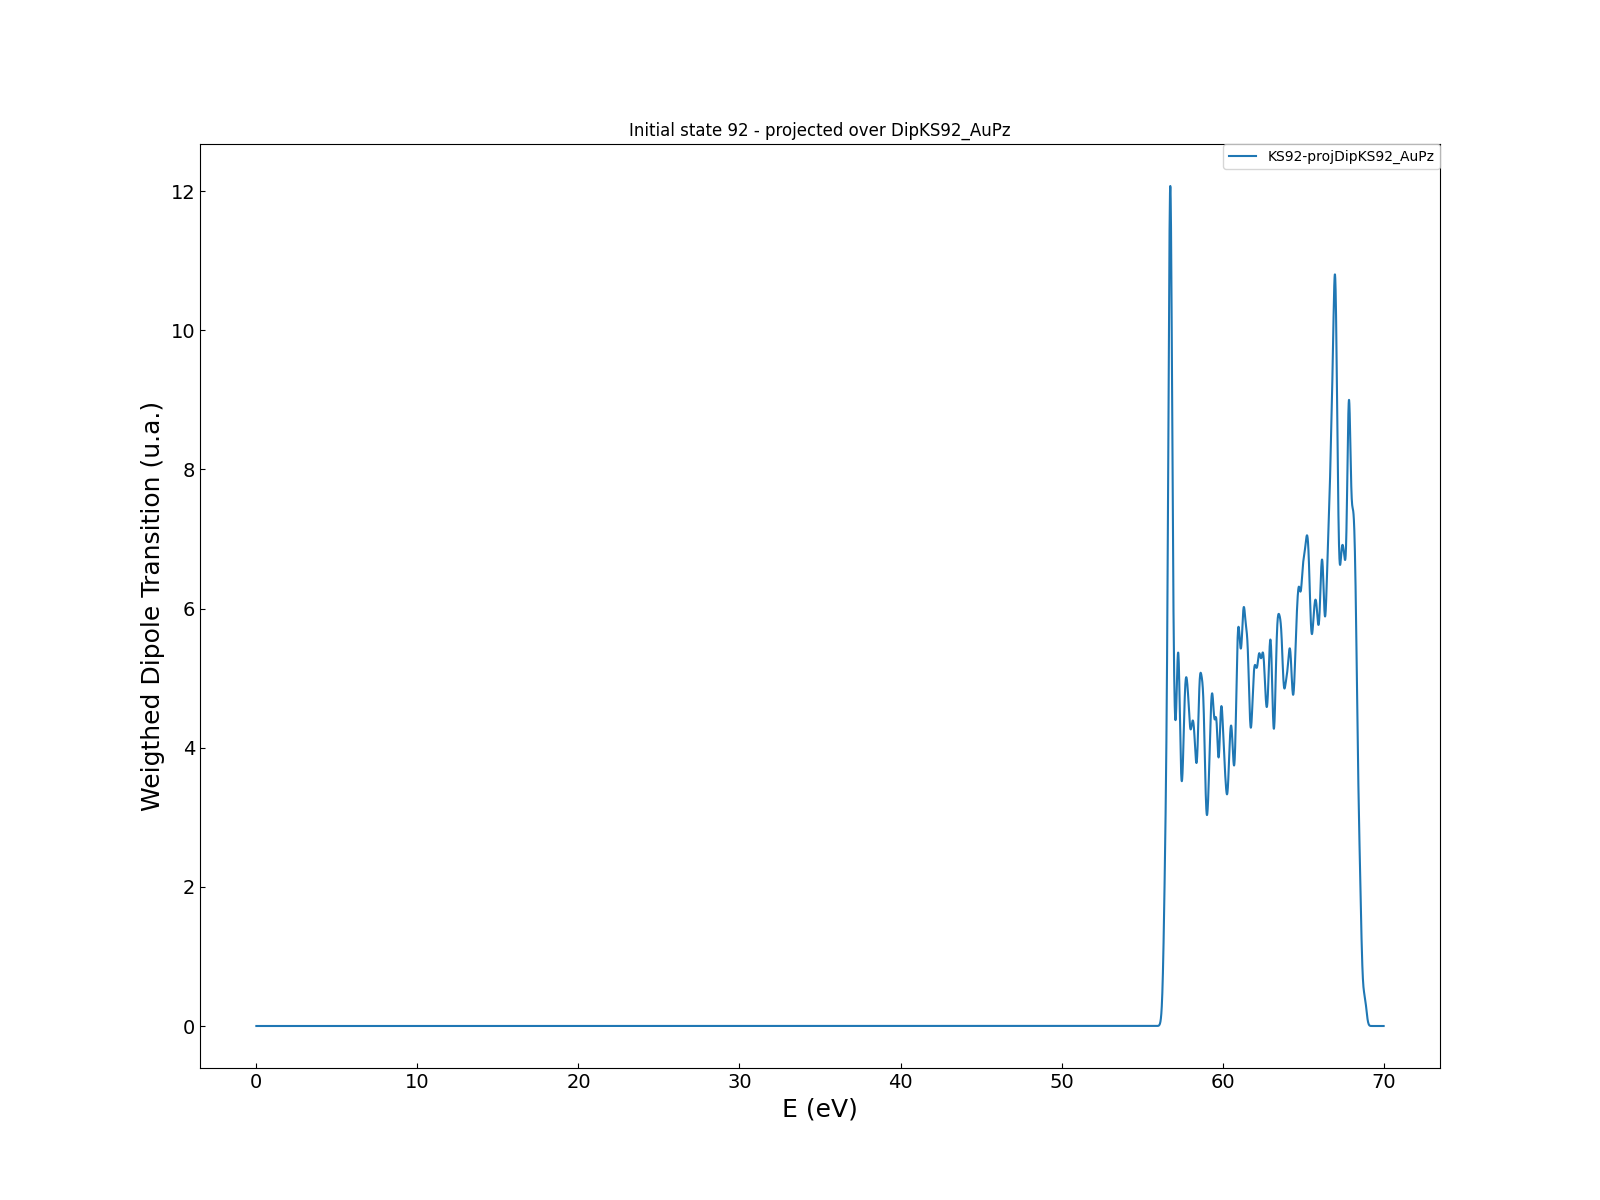 Initial state 92 - projected over DipKS92_AuPz
KS92-projDipKS92_AuPz
12
10
8
6
4
2
0
Weigthed Dipole Transition (u.a.)
0 10 20 30 40 50 60 70
E (eV)